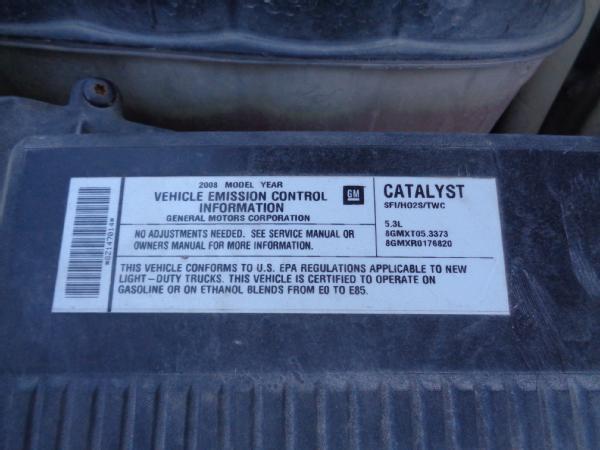 2008 MODEL YEAR
VEHICLE EMISSION CONTROL
INFORMATION
GENERAL MOTORS CORPORATION
GM
NO ADJUSTMENTS NEEDED. SEE SERVICE MANUAL OR
OWNERS MANUAL FOR MORE INFORMATION.
CATALYST
SFI/HO2S/TWC
5.3L
8GMXT05.3373
8GMXR0176820
THIS VEHICLE CONFORMS TO U.S. EPA REGULATIONS APPLICABLE TO NEW
LIGHT-DUTY TRUCKS. THIS VEHICLE IS CERTIFIED TO OPERATE ON
GASOLINE OR ON ETHANOL BLENDS FROM E0 TO E85.
*82147014*